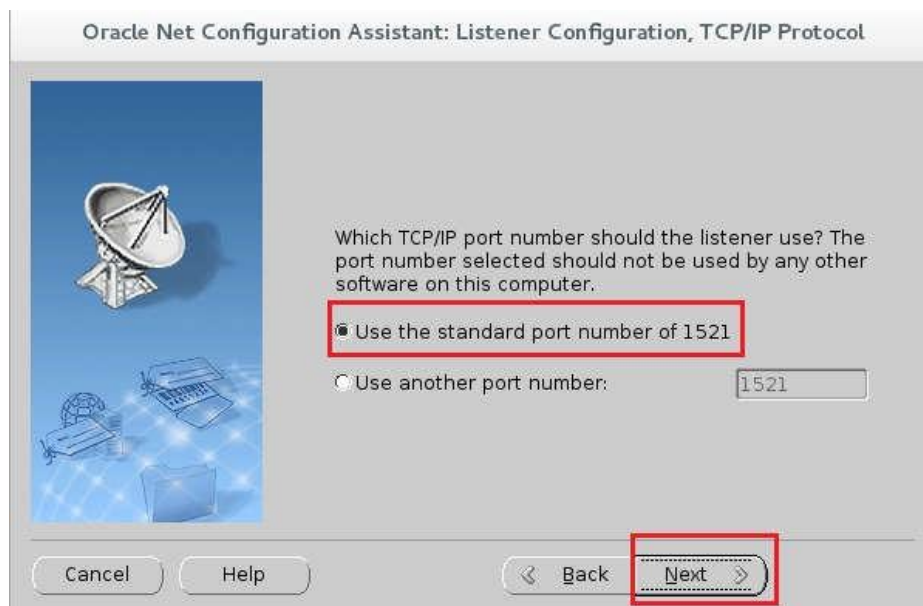 Oracle Net Configuration Assistant: Listener Configuration, TCP/IP Protocol
Which TCP/IP port number should the listener use? The
port number selected should not be used by any other
software on this computer.
Use the standard port number of 1521
Use another port number: 1521
Cancel Help Back Next